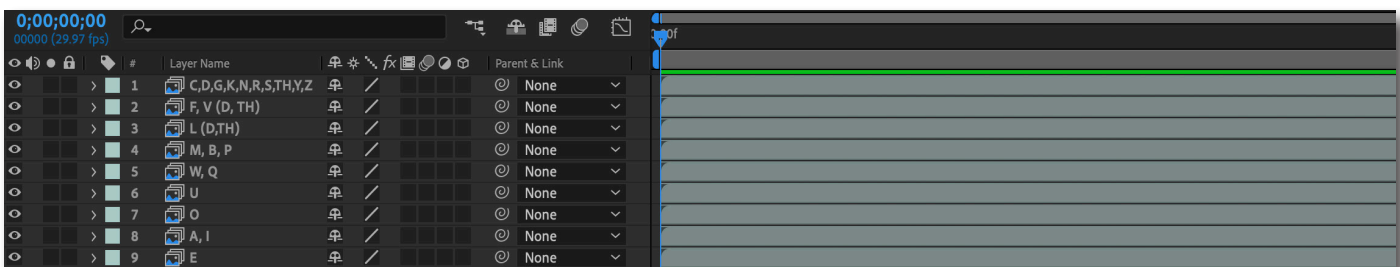 0;00;00;00
00000 (29.97 fps)
# Layer Name fx Parent & Link
1 C,D,G,K,N,R,S,TH,Y,Z None
2 F, V (D, TH) None
3 L (D,TH) None
4 M, B, P None
5 W, Q None
6 U None
7 O None
8 A, I None
9 E None